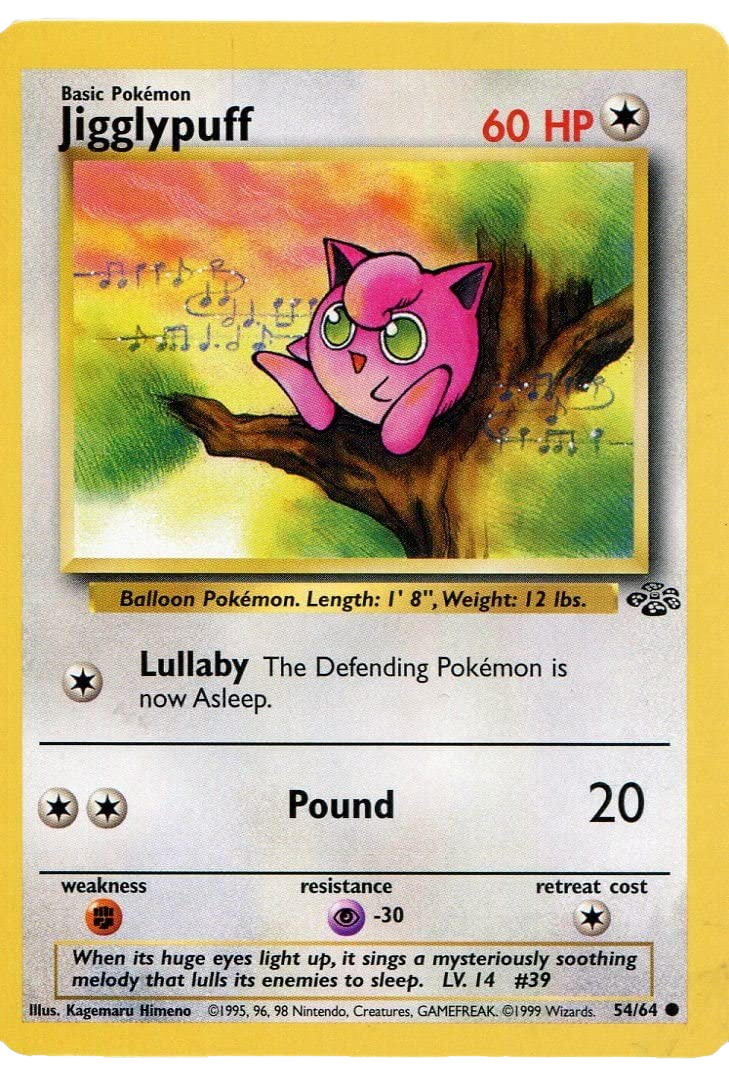 Basic Pokémon
Jigglypuff
60 HP
Balloon Pokémon. Length: 1' 8", Weight: 12 lbs.
Lullaby The Defending Pokémon is
now Asleep.
Pound 20
weakness resistance retreat cost
-30
When its huge eyes light up, it sings a mysteriously soothing
melody that lulls its enemies to sleep. LV. 14 #39
Illus. Kagemaru Himeno ©1995, 96, 98 Nintendo, Creatures, GAMEFREAK. ©1999 Wizards. 54/64